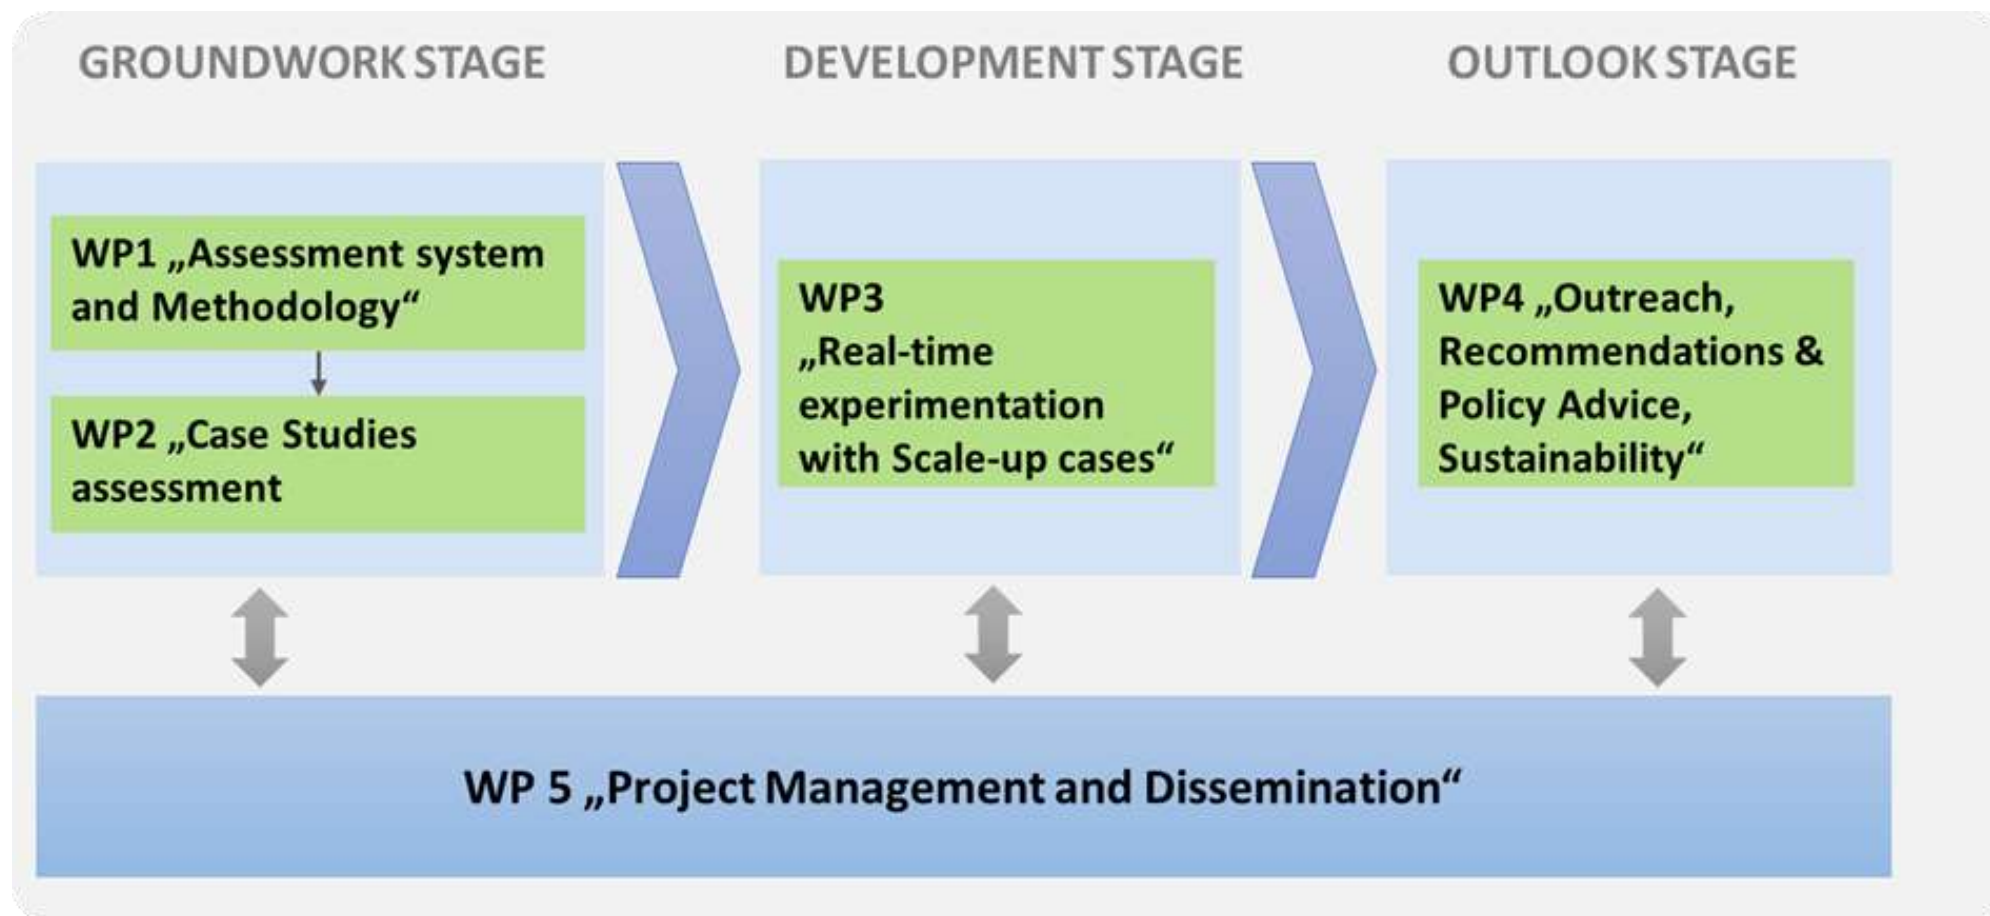 GROUNDWORK STAGE
DEVELOPMENT STAGE
OUTLOOK STAGE
WP1 „Assessment system
and Methodology“
WP2 „Case Studies
assessment
WP3
„Real-time
experimentation
with Scale-up cases“
WP4 „Outreach,
Recommendations &
Policy Advice,
Sustainability“
WP 5 „Project Management and Dissemination“